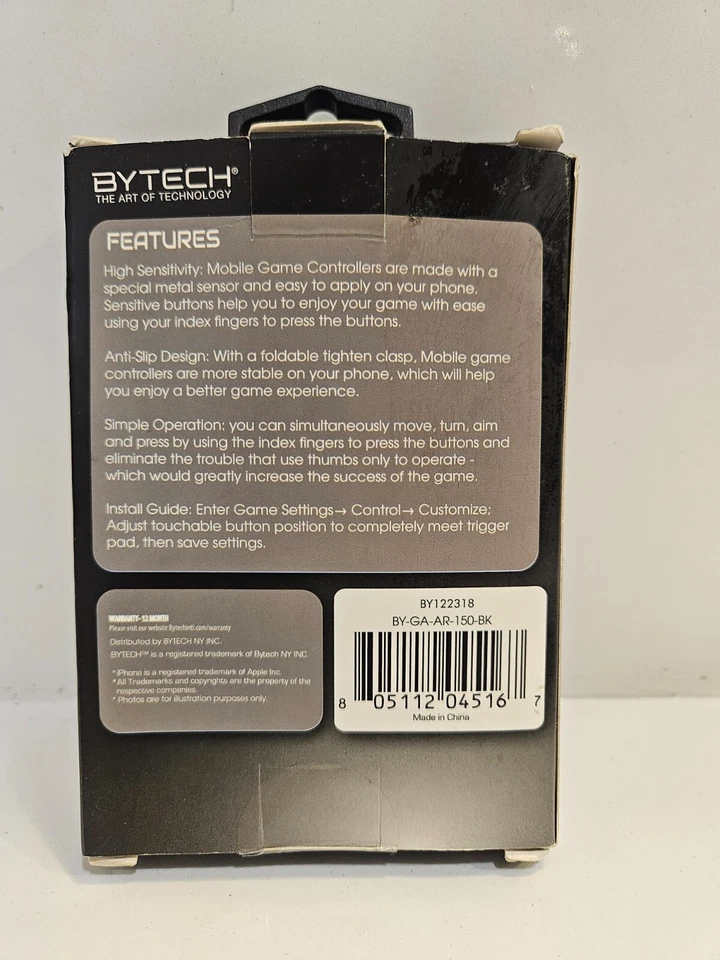 BYTECH®
THE ART OF TECHNOLOGY
FEATURES
High Sensitivity: Mobile Game Controllers are made with a
special metal sensor and easy to apply on your phone.
Sensitive buttons help you to enjoy your game with ease
using your index fingers to press the buttons.
Anti-Slip Design: With a foldable tighten clasp, Mobile game
controllers are more stable on your phone, which will help
you enjoy a better game experience.
Simple Operation: you can simultaneously move, turn, aim
and press by using the index fingers to press the buttons and
eliminate the trouble that use thumbs only to operate -
which would greatly increase the success of the game.
Install Guide: Enter Game Settings→ Control→ Customize;
Adjust touchable button position to completely meet trigger
pad, then save settings.
WARRANTY- 12 MONTH
Please visit our website Bytechintl.com/warranty
Distributed by BYTECH NY INC.
BYTECH™ is a registered trademark of Bytech NY INC
*iPhone is a registered trademark of Apple Inc.
*All Trademarks and copyrights are the property of the
respective companies.
* Photos are for illustration purposes only.
BY122318
BY-GA-AR-150-BK
8 05112 04516 7
Made in China